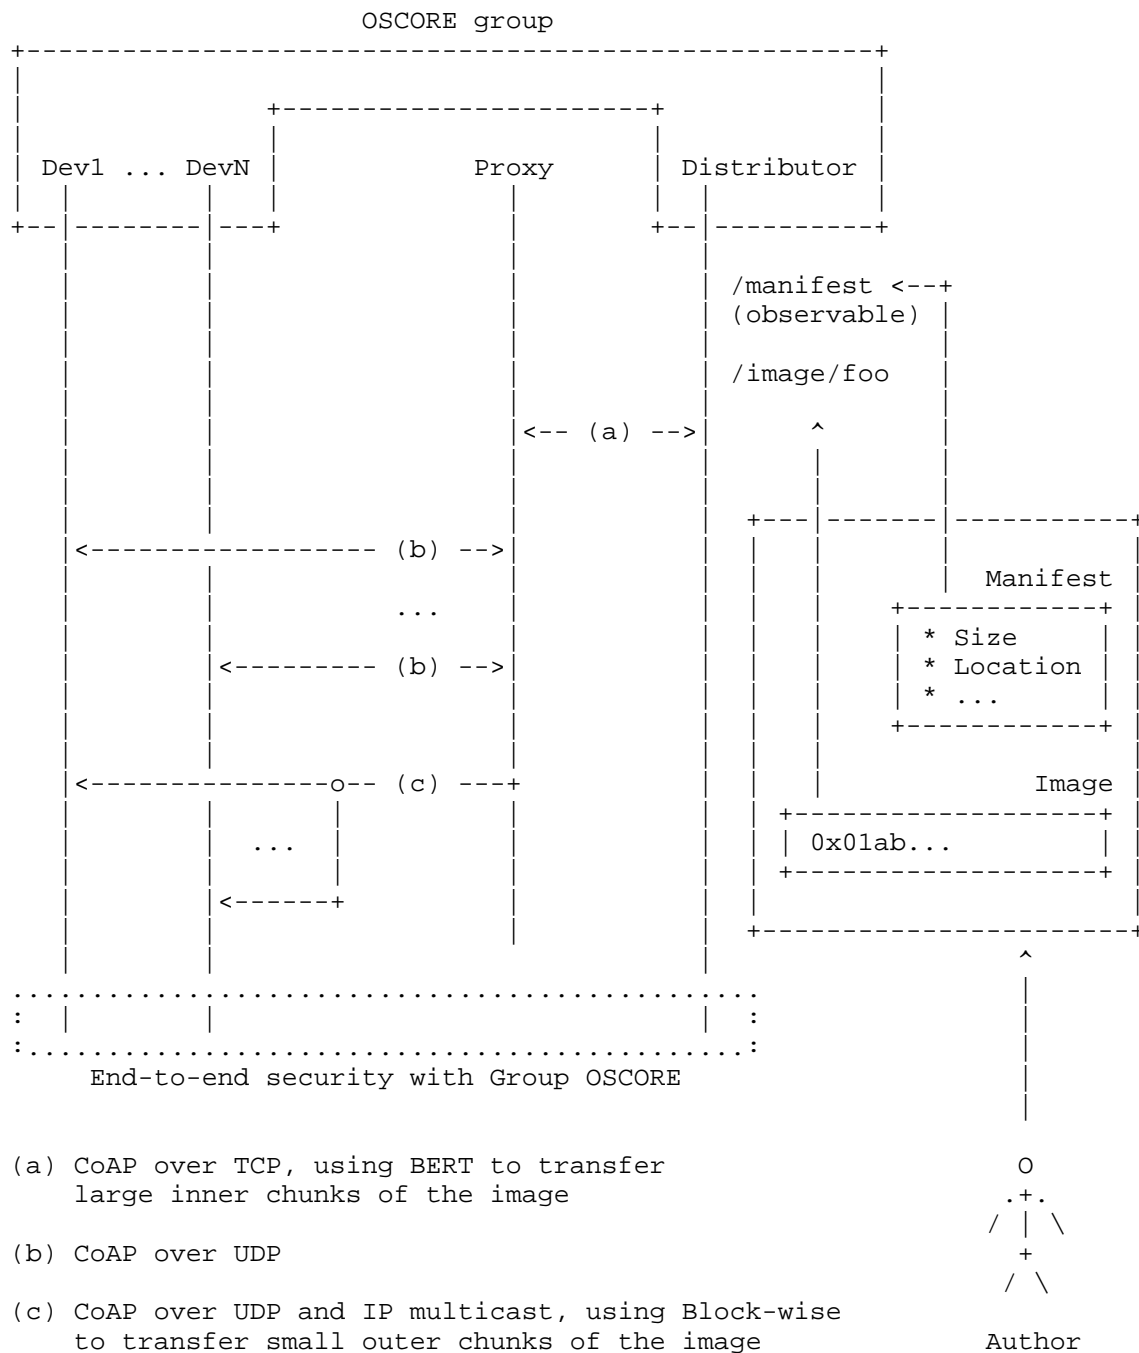 OSCORE group
Dev1 ... DevN Proxy Distributor
/manifest
(observable)
/image/foo
(a)
(b)
Manifest
...
* Size
(b)
* Location
* ...
(c)
Image
... 0x01ab...
End-to-end security with Group OSCORE
(a) CoAP over TCP, using BERT to transfer
large inner chunks of the image
(b) CoAP over UDP
(c) CoAP over UDP and IP multicast, using Block-wise
to transfer small outer chunks of the image
Author